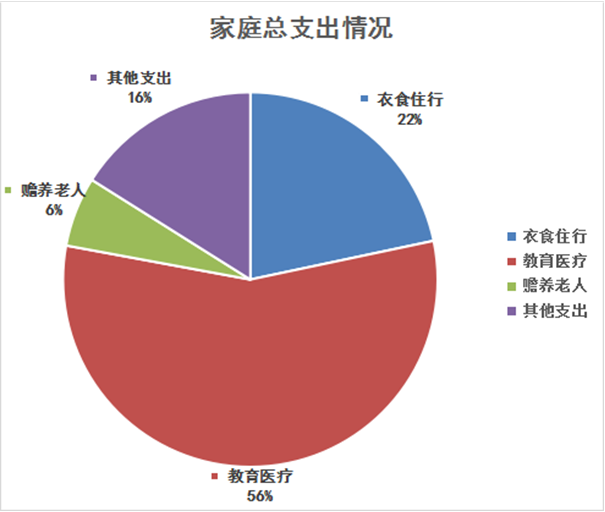 家庭总支出情况
其他支出
16%
衣食住行
22%
赡养老人
6%
衣食住行
教育医疗
赡养老人
其他支出
教育医疗
56%